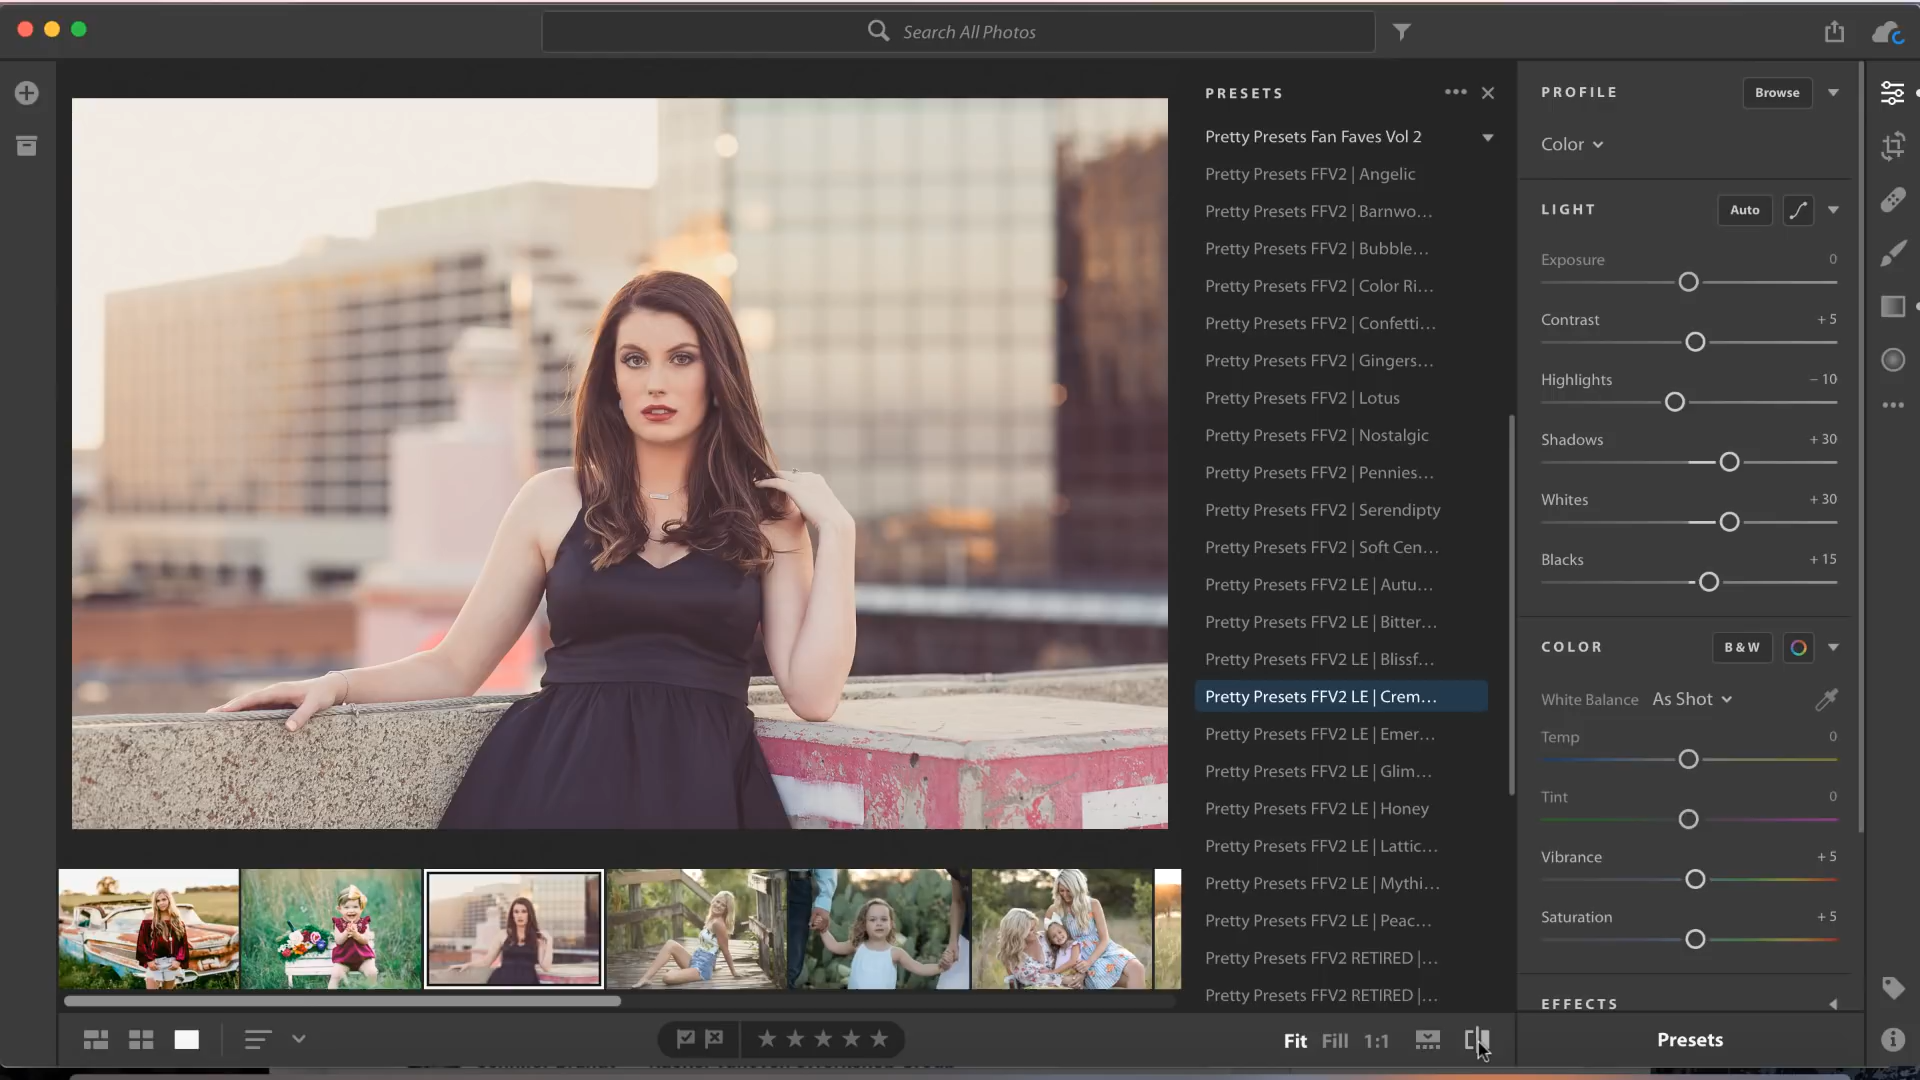 Search All Photos
PRESETS
Pretty Presets Fan Faves Vol 2
Pretty Presets FFV2 | Angelic
Pretty Presets FFV2 | Barnwo...
Pretty Presets FFV2 | Bubble...
Pretty Presets FFV2 | Color Ri...
Pretty Presets FFV2 | Confetti...
Pretty Presets FFV2 | Gingers...
Pretty Presets FFV2 | Lotus
Pretty Presets FFV2 | Nostalgic
Pretty Presets FFV2 | Pennies...
Pretty Presets FFV2 | Serendipty
Pretty Presets FFV2 | Soft Cen...
Pretty Presets FFV2 LE | Autu...
Pretty Presets FFV2 LE | Bitter...
Pretty Presets FFV2 LE | Blissf...
Pretty Presets FFV2 LE | Crem...
Pretty Presets FFV2 LE | Emer...
Pretty Presets FFV2 LE | Glim...
Pretty Presets FFV2 LE | Honey
Pretty Presets FFV2 LE | Lattic...
Pretty Presets FFV2 LE | Mythi...
Pretty Presets FFV2 LE | Peac...
Pretty Presets FFV2 RETIRED |...
Pretty Presets FFV2 RETIRED |...
PROFILE Browse
Color
LIGHT Auto
Exposure 0
Contrast + 5
Highlights – 10
Shadows + 30
Whites + 30
Blacks + 15
COLOR B & W
White Balance As Shot
Temp 0
Tint 0
Vibrance + 5
Saturation + 5
EFFECTS
Fit Fill 1:1
Presets